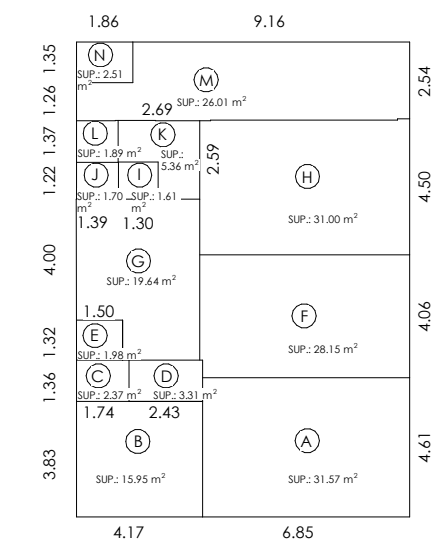 1.86 9.16
1.35
N
SUP.: 2.51
m²
M
SUP.: 26.01 m²
2.54
1.26
2.69
1.37
L
SUP.: 1.89 m²
K
SUP.:
5.36 m²
2.59
H
SUP.: 31.00 m²
4.50
1.22
J
SUP.: 1.70
m²
I
SUP.: 1.61
m²
1.39 1.30
4.00
G
SUP.: 19.64 m²
F
SUP.: 28.15 m²
4.06
1.50
1.32
E
SUP.: 1.98 m²
1.36
C
SUP.: 2.37 m²
D
SUP.: 3.31 m²
1.74 2.43
3.83
B
SUP.: 15.95 m²
A
SUP.: 31.57 m²
4.61
4.17 6.85